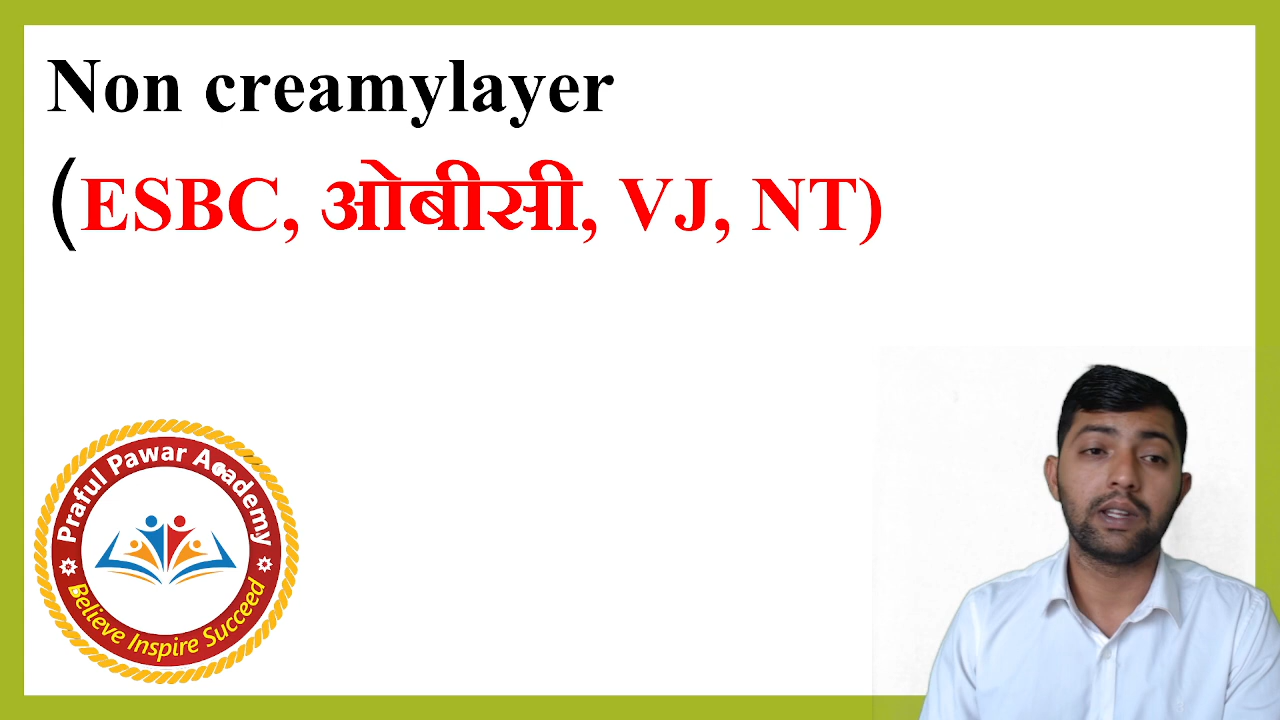 Non creamylayer
(ESBC, ओबीसी, VJ, NT)
Praful Pawar Academy
Believe Inspire Succeed